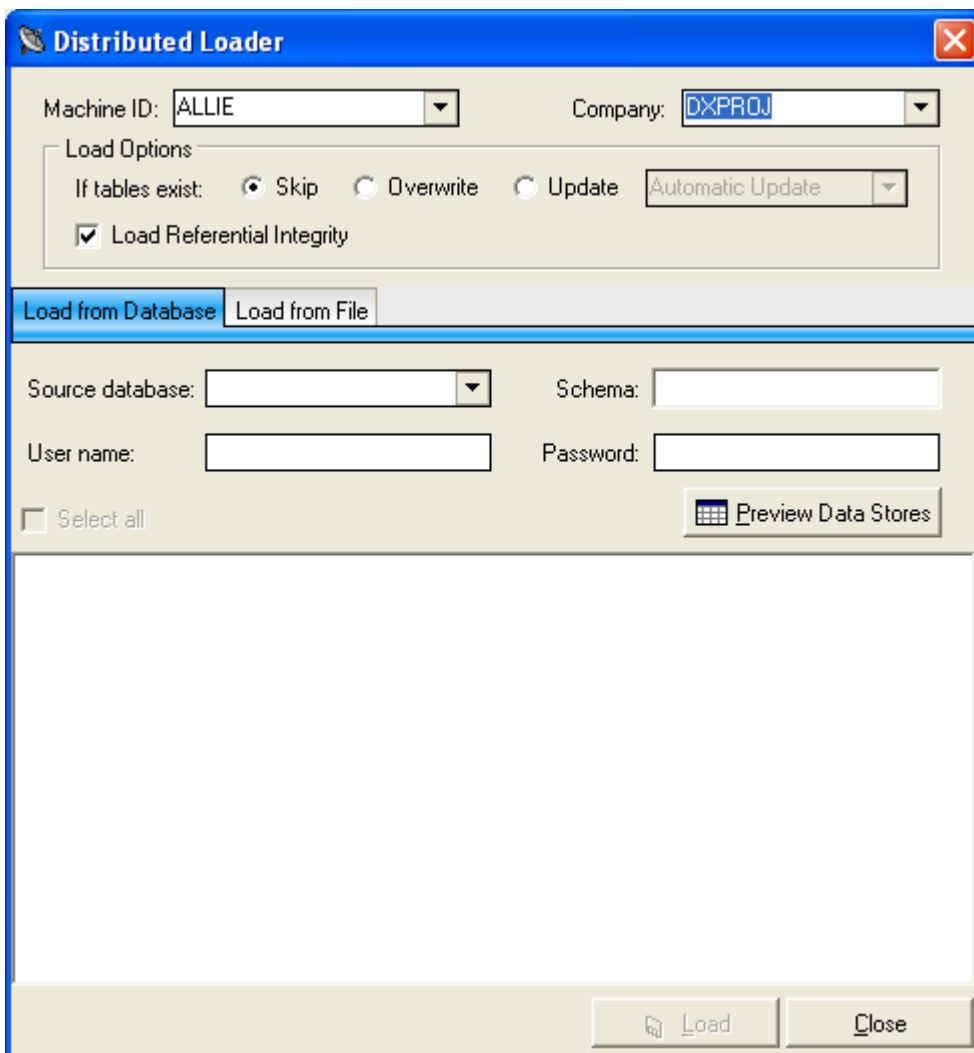 Distributed Loader
Machine ID: ALLIE Company: DXPROJ
Load Options
If tables exist: Skip Overwrite Update Automatic Update
Load Referential Integrity
Load from Database Load from File
Source database: Schema:
User name: Password:
Select all Preview Data Stores
Load Close